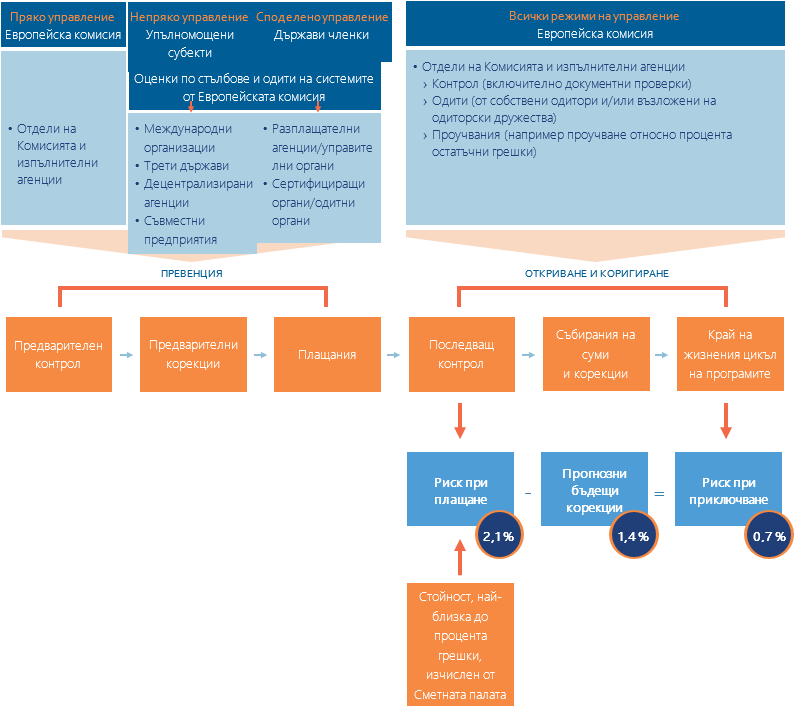 Пряко управление
Европейска комисия
Непряко управление
Упълномощени
субекти
Споделено управление
Държави членки
Оценки по стълбове и одити на системите
от Европейската комисия
• Отдели на
Комисията и
изпълнителни
агенции
• Международни
организации
• Трети държави
• Децентрализирани
агенции
• Съвместни
предприятия
• Разплащателни
агенции/управите
лни органи
• Сертифициращи
органи/одитни
органи
Всички режими на управление
Европейска комисия
• Отдели на Комисията и изпълнителни агенции
› Контрол (включително документни проверки)
› Одити (от собствени одитори и/или възложени на
одиторски дружества)
› Проучвания (например проучване относно процента
остатъчни грешки)
ПРЕВЕНЦИЯ
ОТКРИВАНЕ И КОРИГИРАНЕ
Предварителен
контрол
Предварителни
корекции
Плащания
Последващ
контрол
Събирания на
суми
и корекции
Край на
жизнения цикъл
на програмите
Риск при
плащане
2,1%
-
Прогнозни
бъдещи
корекции
1,4%
=
Риск при
приключване
0,7%
Стойност, най-
близка до
процента
грешки,
изчислен от
Сметната палата